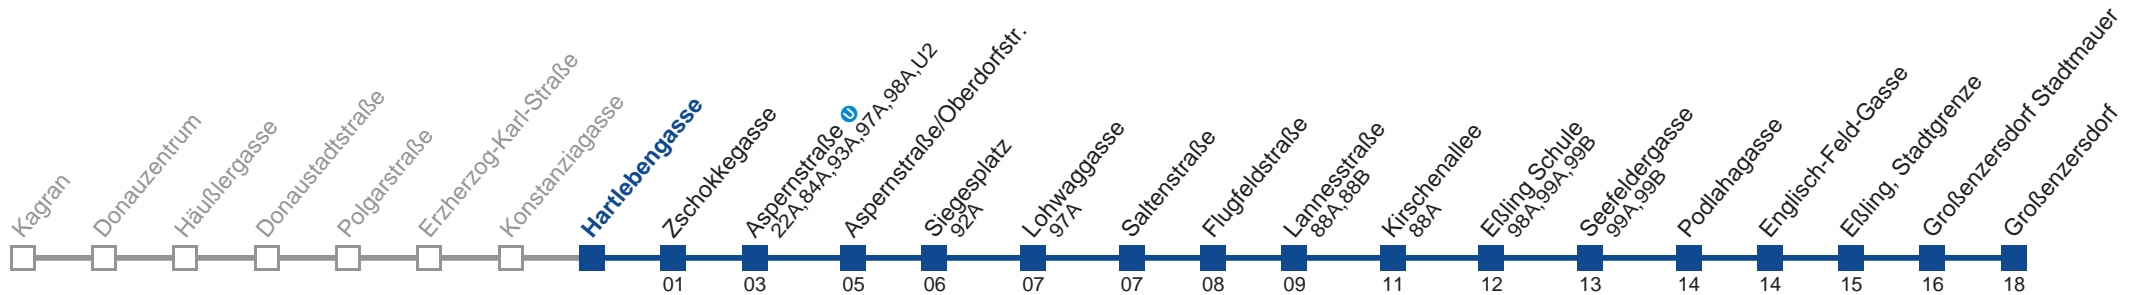 Kagran
Donauzentrum
Häußlergasse
Donaustadtstraße
Polgarstraße
Erzherzog-Karl-Straße
Konstanziagasse
Hartlebengasse
Zschokkegasse
Aspernstraße U
22A,84A,93A,97A,98A,U2
Aspernstraße/Oberdorfstr.
Siegesplatz
92A
Lohwaggasse
97A
Saltenstraße
Flugfeldstraße
Lannesstraße
88A,88B
Kirschenallee
88A
Eßling Schule
98A,99A,99B
Seefeldergasse
99A,99B
Podlahagasse
Englisch-Feld-Gasse
Eßling, Stadtgrenze
Großenzersdorf Stadtmauer
Großenzersdorf
01 03 05 06 07 07 08 09 11 12 13 14 14 15 16 18